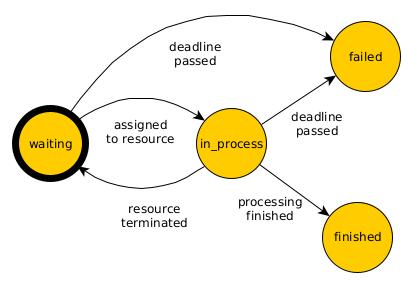 deadline
passed
failed
assigned
to resource
waiting
in_process
deadline
passed
resource
terminated
processing
finished
finished